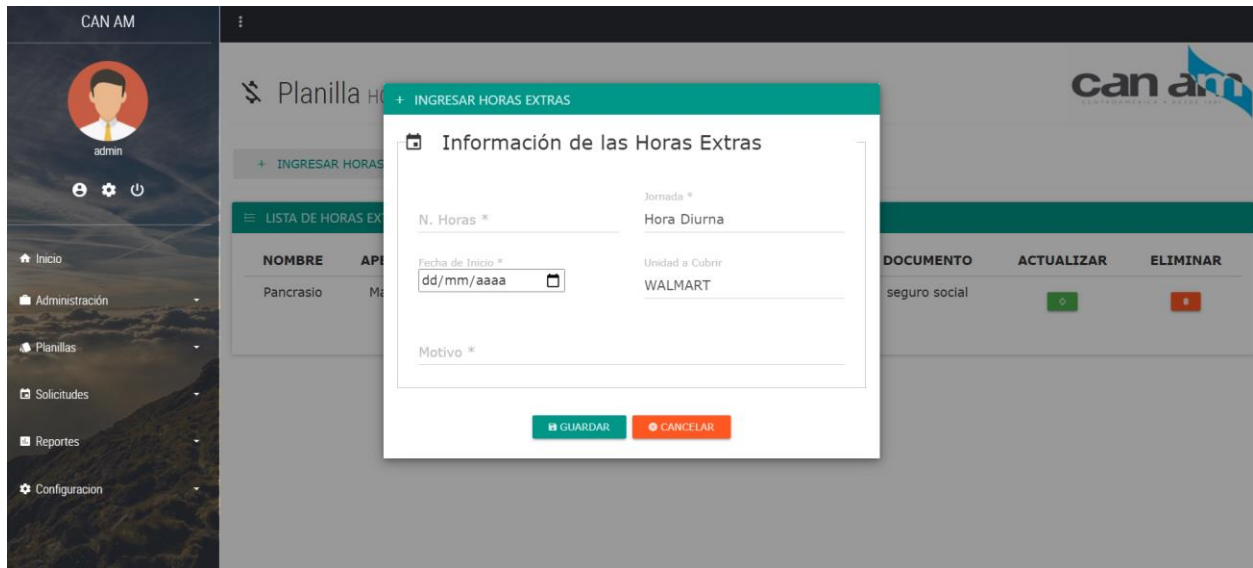 CAN AM
admin
Inicio
Administración
Planillas
Solicitudes
Reportes
Configuracion
Planilla
can am
+ INGRESAR HORAS
LISTA DE HORAS EX
NOMBRE
DOCUMENTO ACTUALIZAR ELIMINAR
Pancrasio
seguro social
+ INGRESAR HORAS EXTRAS
Información de las Horas Extras
N. Horas *
Jornada *
Hora Diurna
Fecha de Inicio *
dd/mm/aaaa
Unidad a Cubrir
WALMART
Motivo *
GUARDAR
CANCELAR